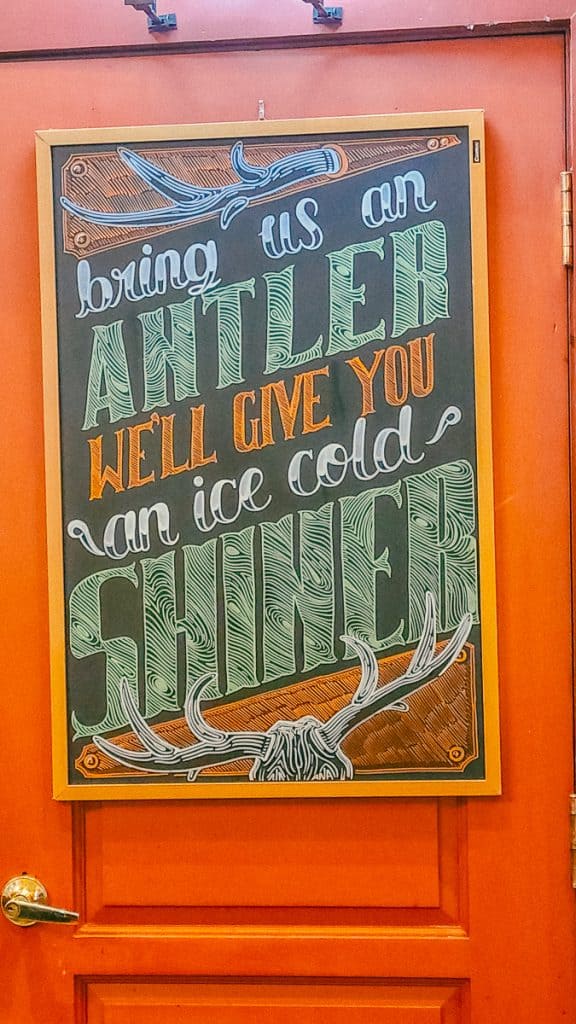 bring us an
ANTLER
WE'LL GIVE YOU
an ice cold
SHINER